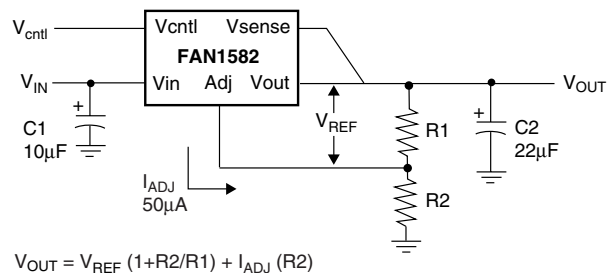 Vcntl
Vcntl Vsense
FAN1582
VIN
Vin Adj Vout
VOUT
+
C1
10µF
VREF
R1
+
C2
22µF
IADJ
50µA
R2
VOUT = VREF (1+R2/R1) + IADJ (R2)